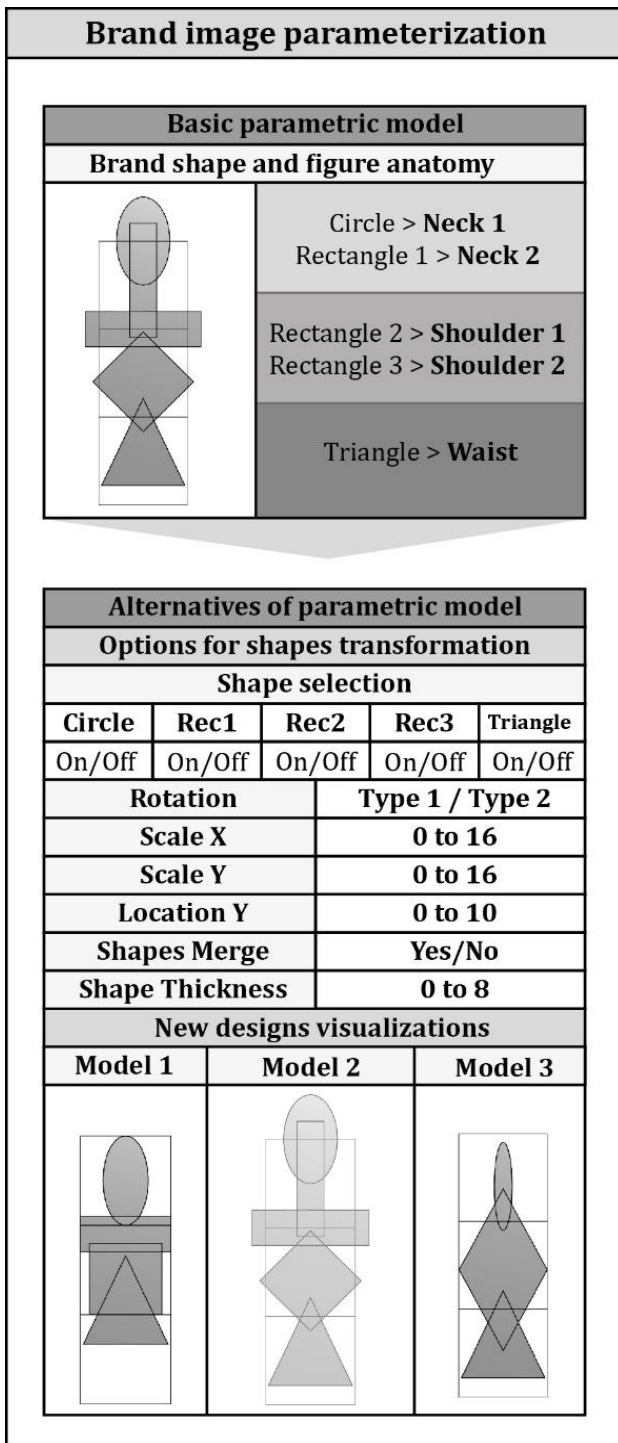 Brand image parameterization
Basic parametric model
Brand shape and figure anatomy
Circle > Neck 1
Rectangle 1 > Neck 2
Rectangle 2 > Shoulder 1
Rectangle 3 > Shoulder 2
Triangle > Waist
Alternatives of parametric model
Options for shapes transformation
Shape selection
Circle Rec1 Rec2 Rec3 Triangle
On/Off On/Off On/Off On/Off On/Off
Rotation Type 1 / Type 2
Scale X 0 to 16
Scale Y 0 to 16
Location Y 0 to 10
Shapes Merge Yes/No
Shape Thickness 0 to 8
New designs visualizations
Model 1 Model 2 Model 3